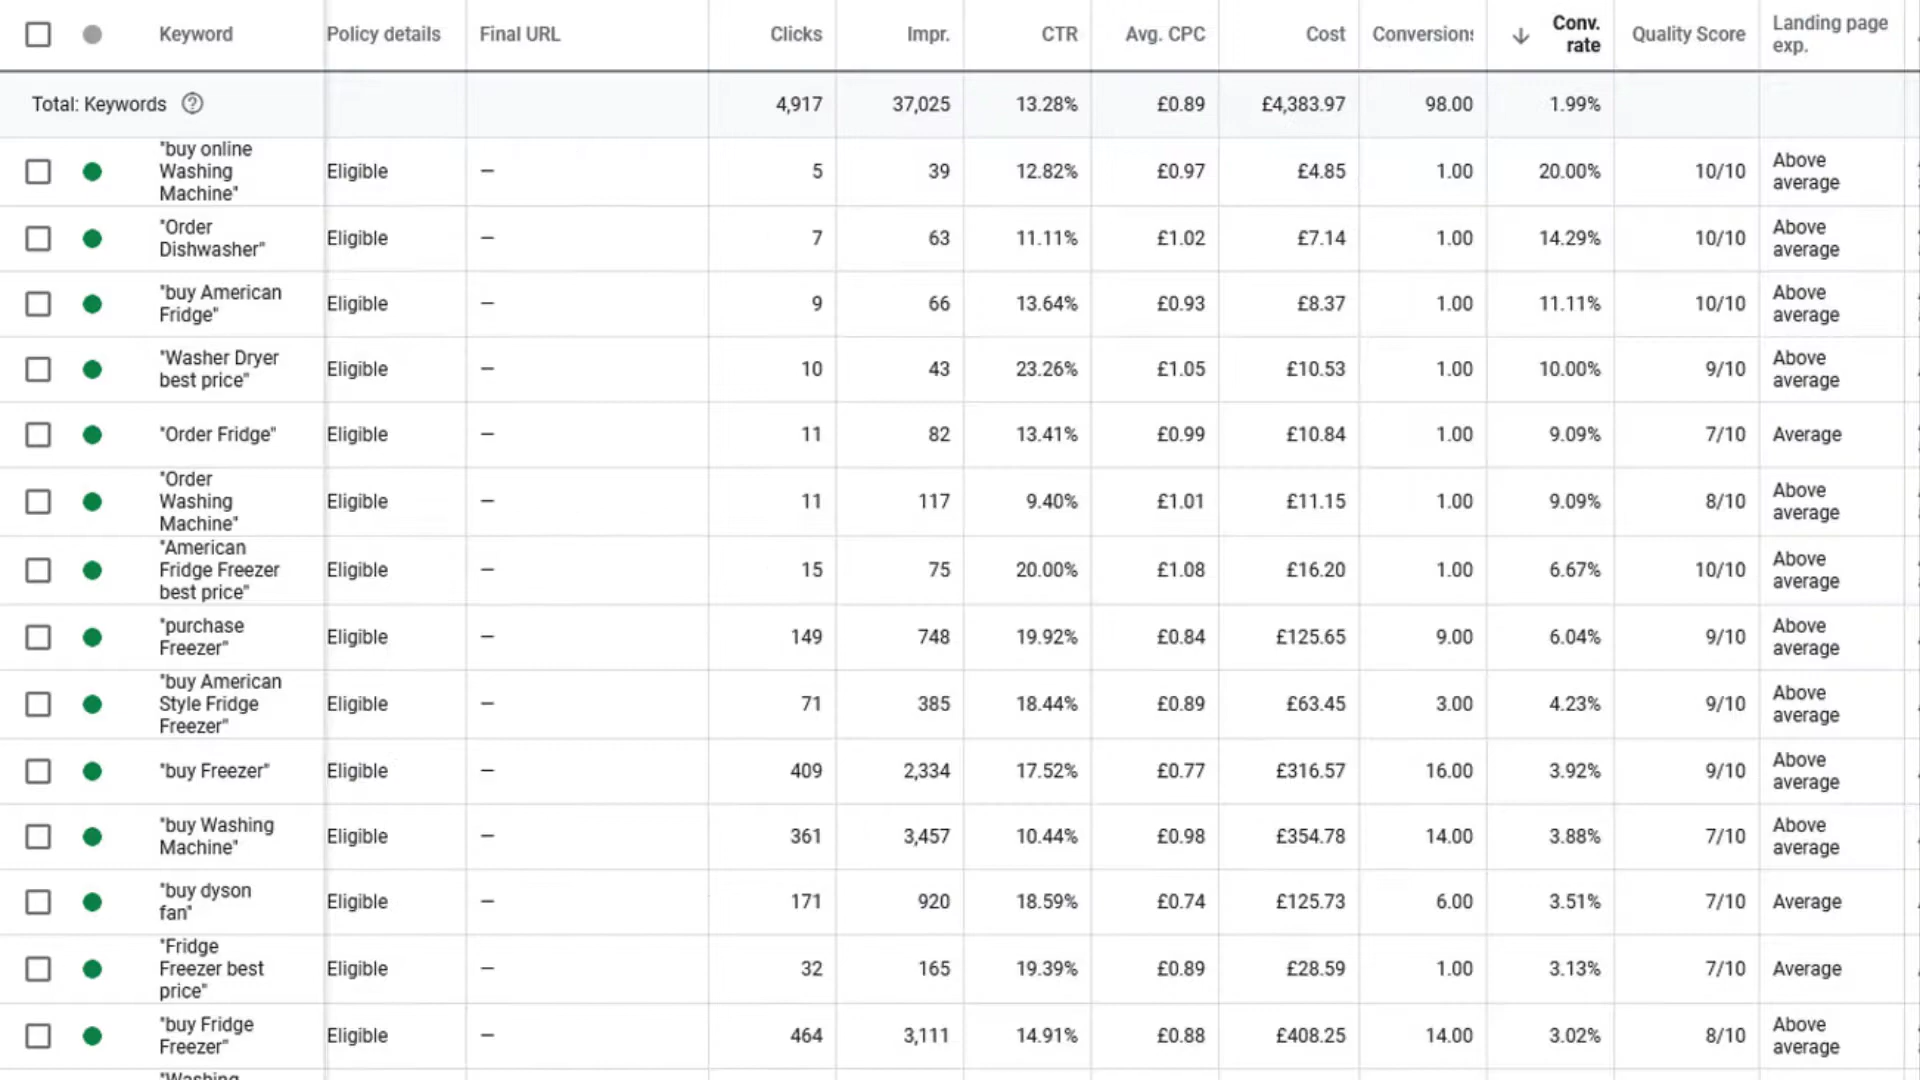 Keyword Policy details Final URL Clicks Impr. CTR Avg. CPC Cost Conversions Conv. rate Quality Score Landing page exp.
Total: Keywords 4,917 37,025 13.28% £0.89 £4,383.97 98.00 1.99%
"buy online Washing Machine" Eligible — 5 39 12.82% £0.97 £4.85 1.00 20.00% 10/10 Above average
"Order Dishwasher" Eligible — 7 63 11.11% £1.02 £7.14 1.00 14.29% 10/10 Above average
"buy American Fridge" Eligible — 9 66 13.64% £0.93 £8.37 1.00 11.11% 10/10 Above average
"Washer Dryer best price" Eligible — 10 43 23.26% £1.05 £10.53 1.00 10.00% 9/10 Above average
"Order Fridge" Eligible — 11 82 13.41% £0.99 £10.84 1.00 9.09% 7/10 Average
"Order Washing Machine" Eligible — 11 117 9.40% £1.01 £11.15 1.00 9.09% 8/10 Above average
"American Fridge Freezer best price" Eligible — 15 75 20.00% £1.08 £16.20 1.00 6.67% 10/10 Above average
"purchase Freezer" Eligible — 149 748 19.92% £0.84 £125.65 9.00 6.04% 9/10 Above average
"buy American Style Fridge Freezer" Eligible — 71 385 18.44% £0.89 £63.45 3.00 4.23% 9/10 Above average
"buy Freezer" Eligible — 409 2,334 17.52% £0.77 £316.57 16.00 3.92% 9/10 Above average
"buy Washing Machine" Eligible — 361 3,457 10.44% £0.98 £354.78 14.00 3.88% 7/10 Above average
"buy dyson fan" Eligible — 171 920 18.59% £0.74 £125.73 6.00 3.51% 7/10 Average
"Fridge Freezer best price" Eligible — 32 165 19.39% £0.89 £28.59 1.00 3.13% 7/10 Average
"buy Fridge Freezer" Eligible — 464 3,111 14.91% £0.88 £408.25 14.00 3.02% 8/10 Above average
"Washing